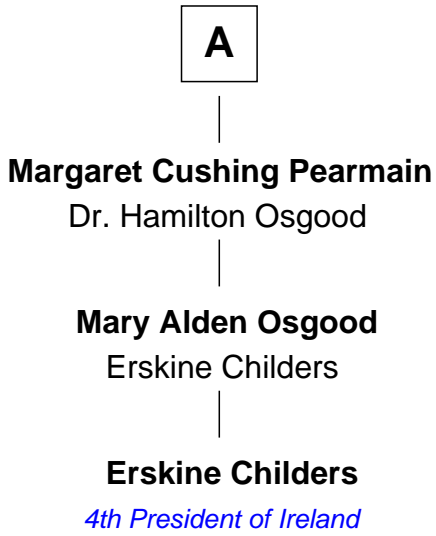 A
Margaret Cushing Pearmain
Dr. Hamilton Osgood
Mary Alden Osgood
Erskine Childers
Erskine Childers
4th President of Ireland